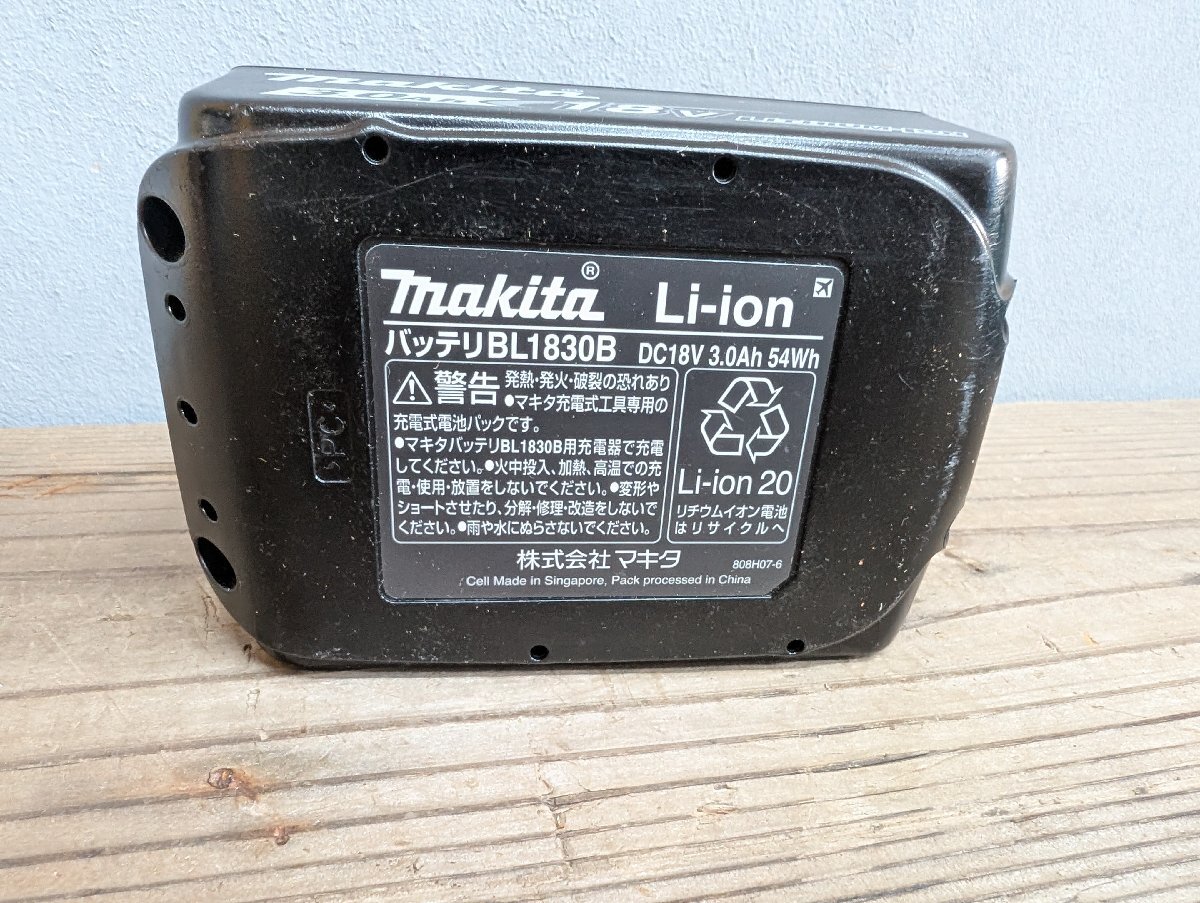 makita
18V
makita® Li-ion
バッテリBL1830B DC18V 3.0Ah 54Wh
警告 発熱・発火・破裂の恐れあり
●マキタ充電式工具専用の
充電式電池パックです。
●マキタバッテリBL1830B用充電器で充電
してください。●火中投入、加熱、高温での充
電・使用・放置をしないでください。●変形や
ショートさせたり、分解・修理・改造をしないで
ください。●雨や水にぬらさないでください。
Li-ion 20
リチウムイオン電池
はリサイクルへ
株式会社 マキタ 808H07-6
Cell Made in Singapore, Pack processed in China
>PC<